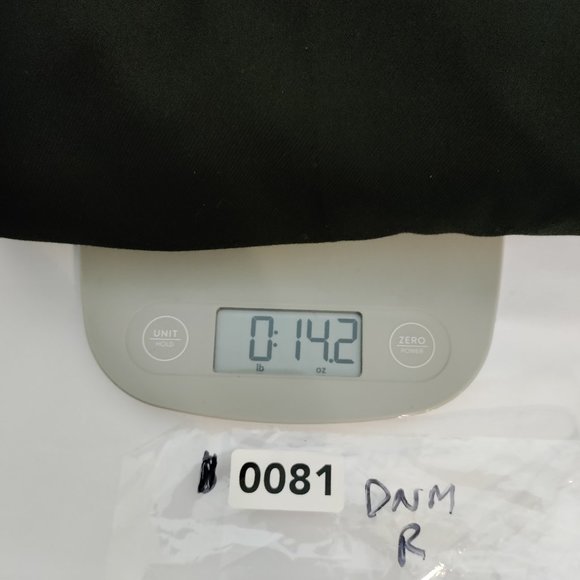 UNIT
HOLD
0:14.2
lb oz
ZERO
POWER
0081 DNM
R